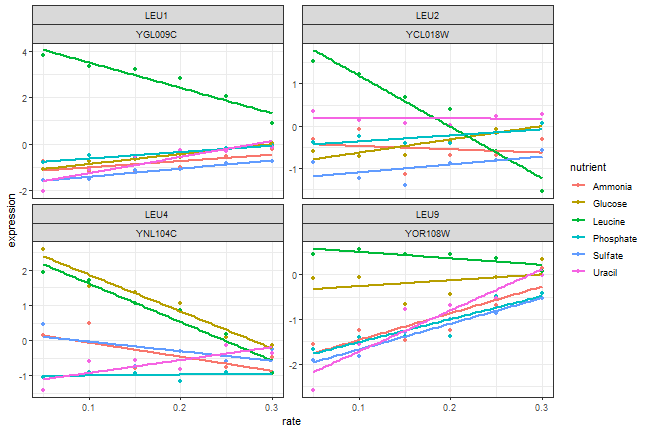 LEU1
YGL009C
LEU2
YCL018W
4
2
0
-2
1
0
-1
LEU4
YNL104C
LEU9
YOR108W
2
1
0
-1
0
-1
-2
0.1
0.2
0.3
0.1
0.2
0.3
rate
expression
nutrient
Ammonia
Glucose
Leucine
Phosphate
Sulfate
Uracil